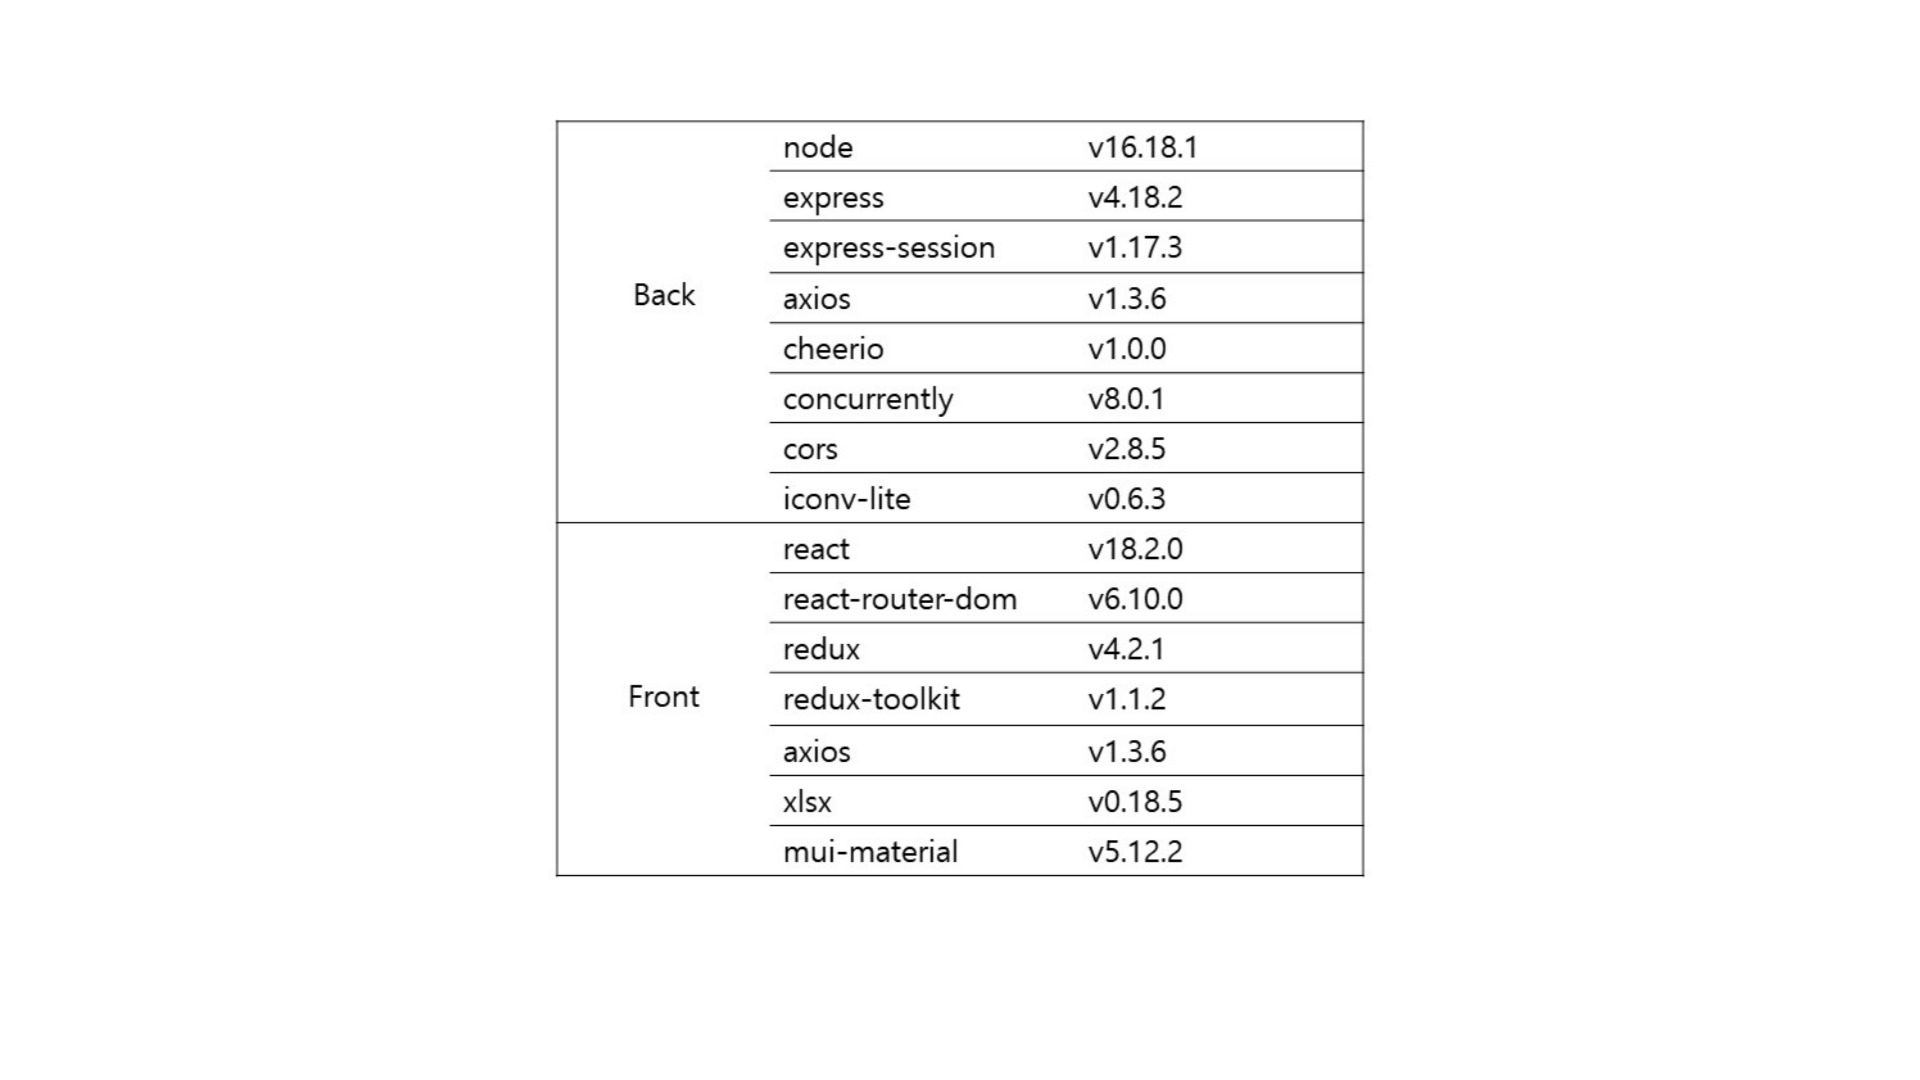 Back
node v16.18.1
express v4.18.2
express-session v1.17.3
axios v1.3.6
cheerio v1.0.0
concurrently v8.0.1
cors v2.8.5
iconv-lite v0.6.3
Front
react v18.2.0
react-router-dom v6.10.0
redux v4.2.1
redux-toolkit v1.1.2
axios v1.3.6
xlsx v0.18.5
mui-material v5.12.2